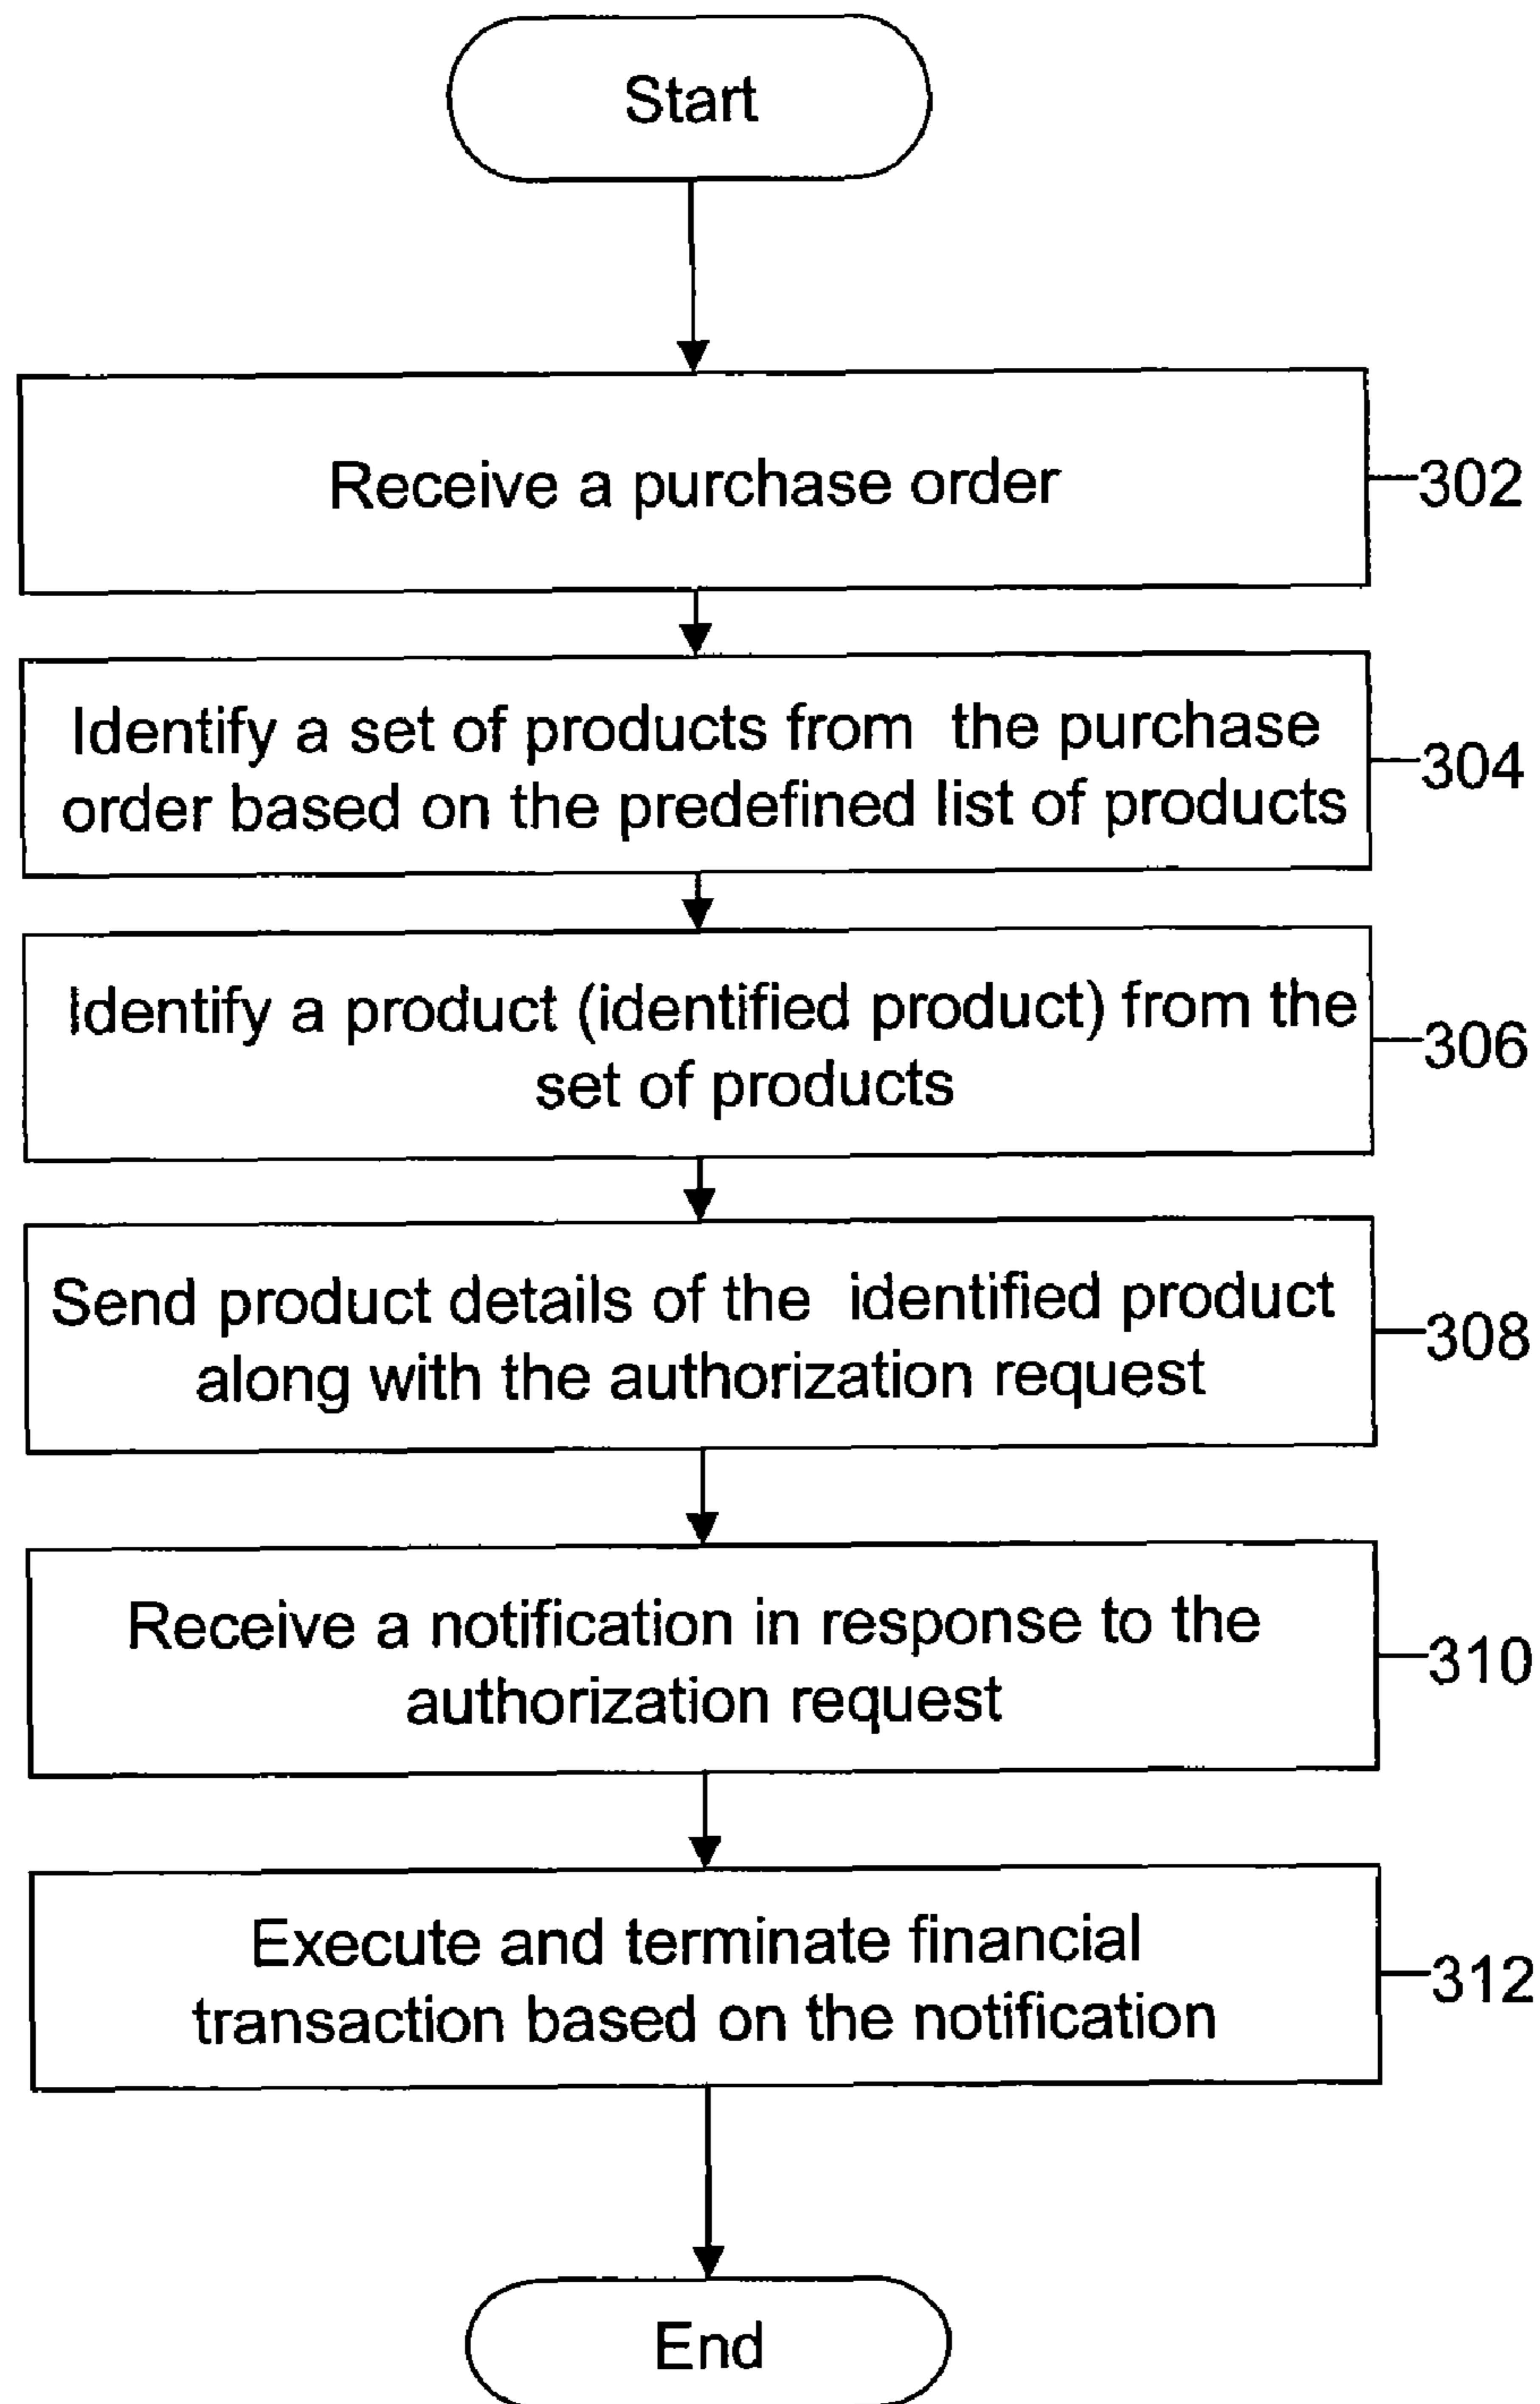 Start
Receive a purchase order
302
Identify a set of products from the purchase
order based on the predefined list of products
304
Identify a product (identified product) from the
set of products
306
Send product details of the identified product
along with the authorization request
308
Receive a notification in response to the
authorization request
310
Execute and terminate financial
transaction based on the notification
312
End